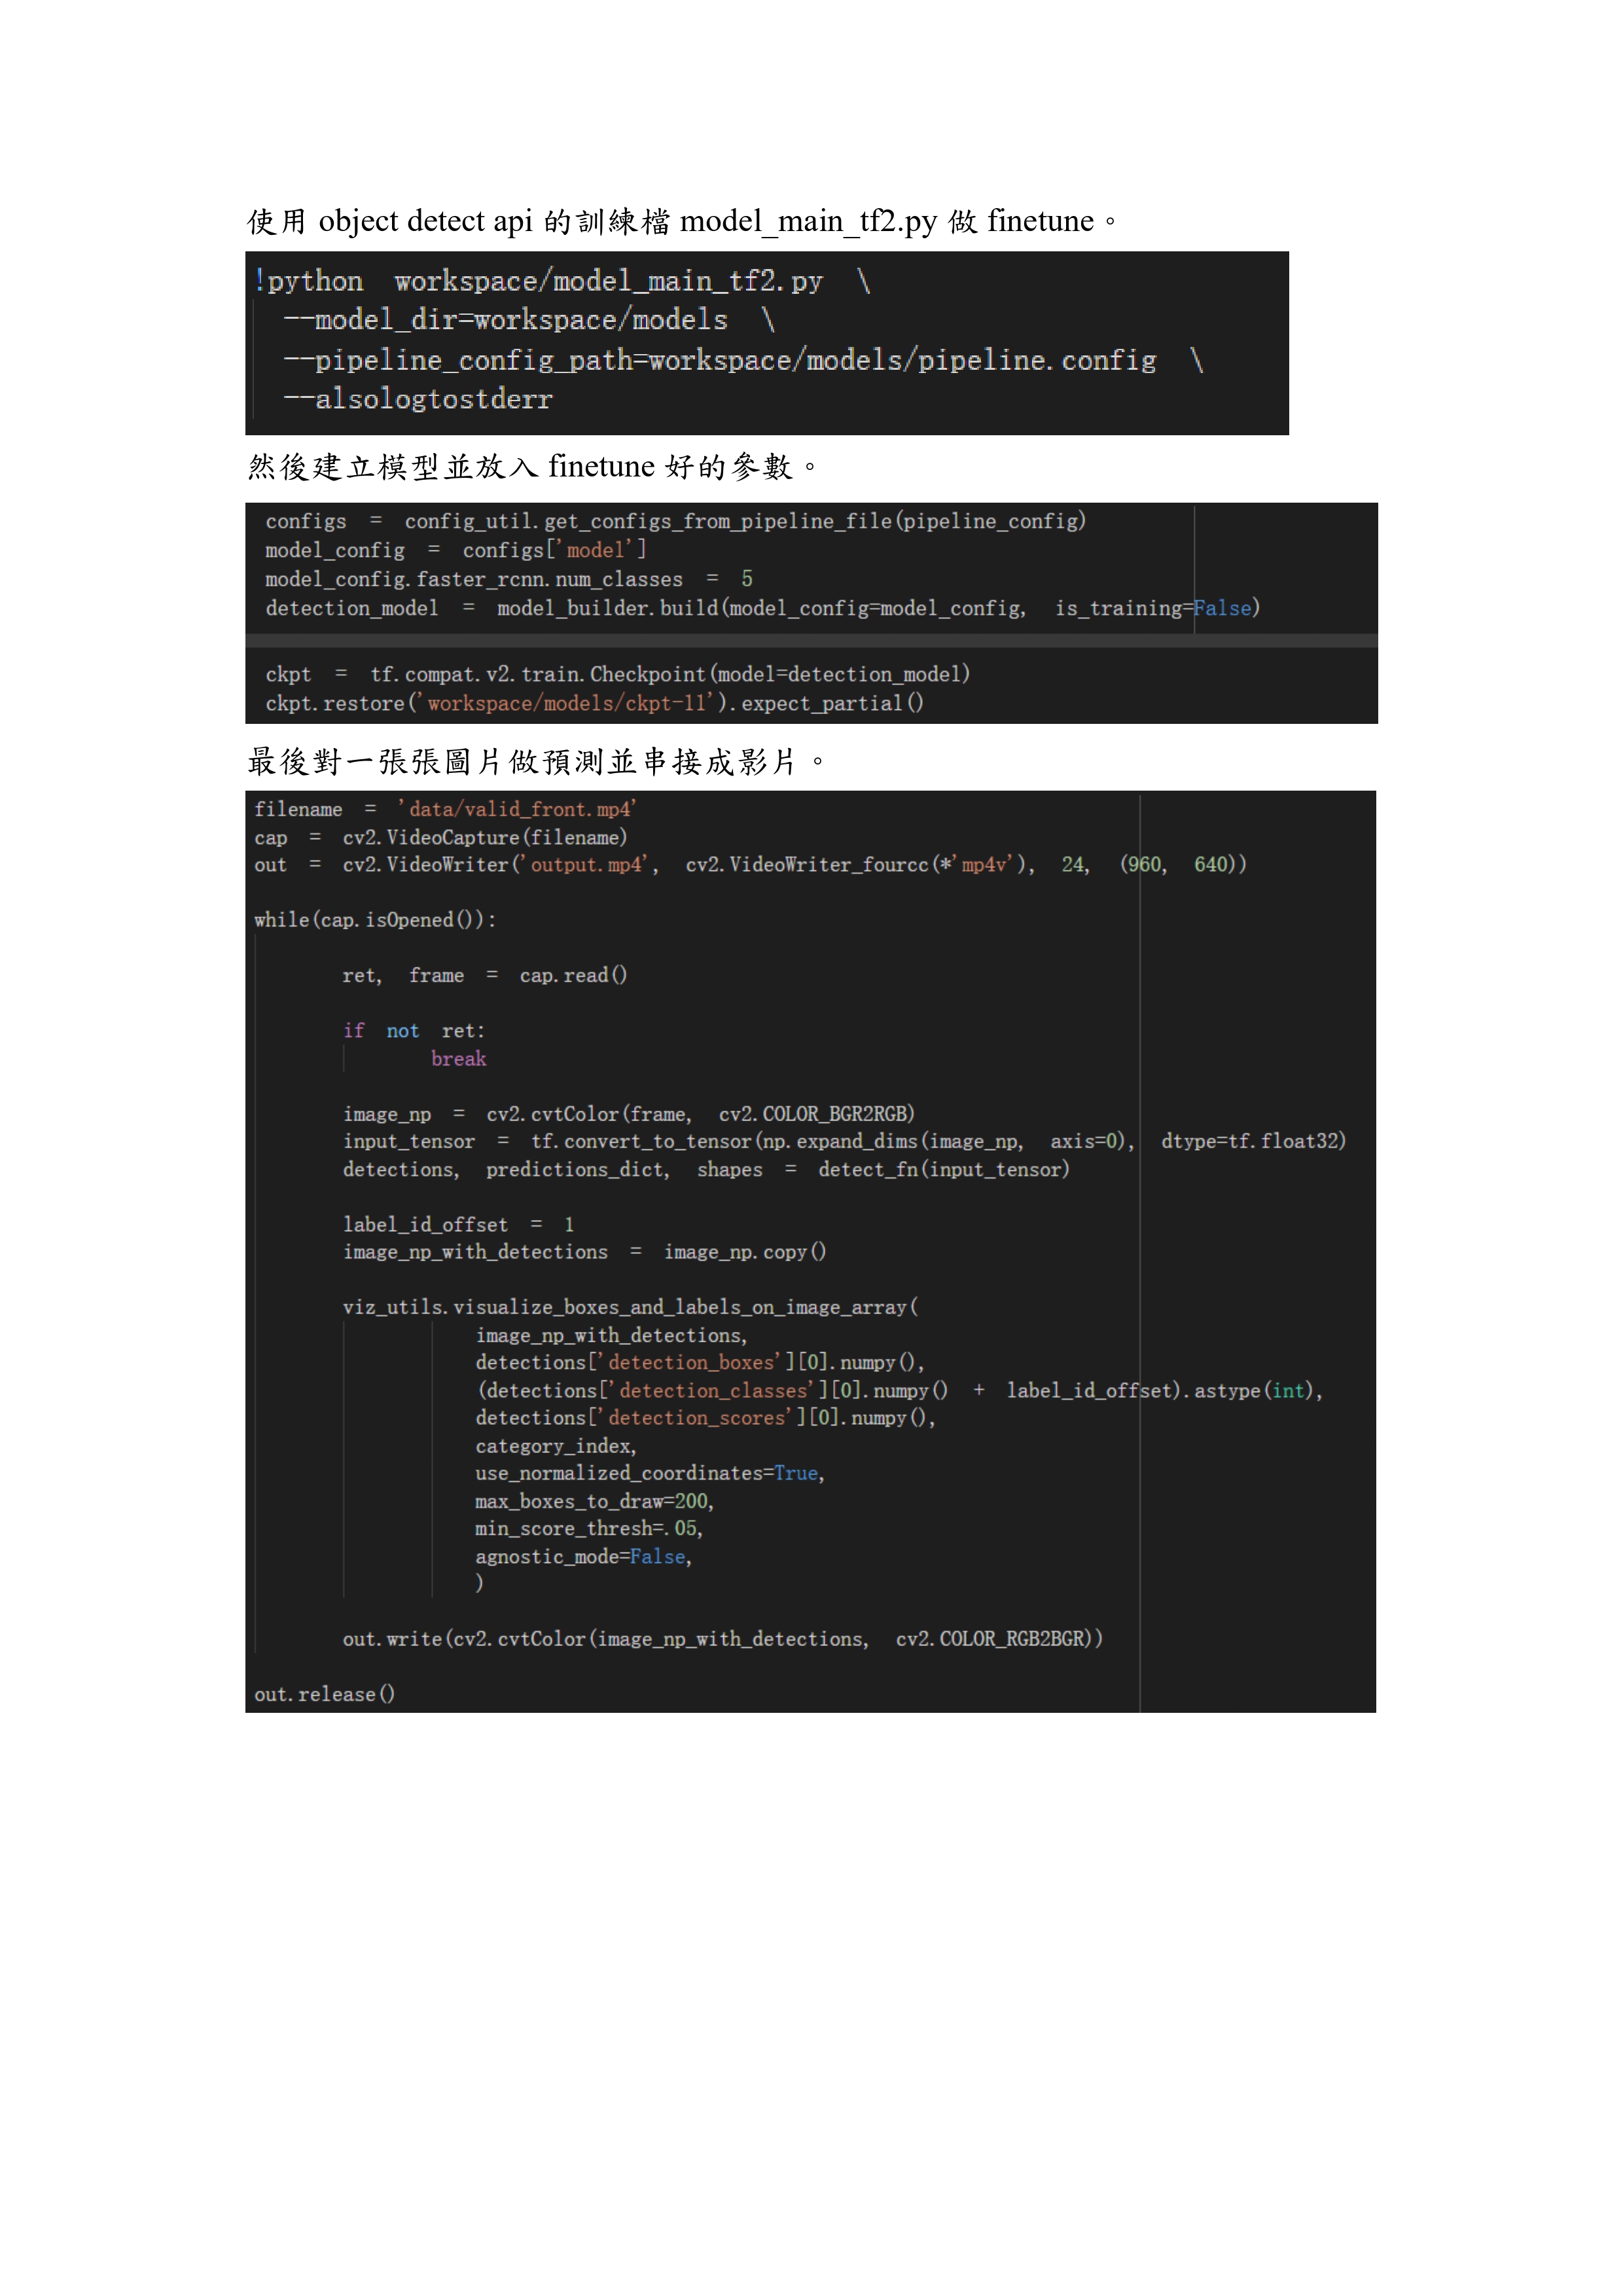 使用 object detect api 的訓練檔 model_main_tf2.py 做 finetune。
!python workspace/model_main_tf2.py \
--model_dir=workspace/models \
--pipeline_config_path=workspace/models/pipeline.config \
--alsologtostderr
然後建立模型並放入 finetune 好的參數。
configs = config_util.get_configs_from_pipeline_file(pipeline_config)
model_config = configs['model']
model_config.faster_rcnn.num_classes = 5
detection_model = model_builder.build(model_config=model_config, is_training=False)
ckpt = tf.compat.v2.train.Checkpoint(model=detection_model)
ckpt.restore('workspace/models/ckpt-11').expect_partial()
最後對一張張圖片做預測並串接成影片。
filename = 'data/valid_front.mp4'
cap = cv2.VideoCapture(filename)
out = cv2.VideoWriter('output.mp4', cv2.VideoWriter_fourcc(*'mp4v'), 24, (960, 640))
while(cap.isOpened()):
ret, frame = cap.read()
if not ret:
break
image_np = cv2.cvtColor(frame, cv2.COLOR_BGR2RGB)
input_tensor = tf.convert_to_tensor(np.expand_dims(image_np, axis=0), dtype=tf.float32)
detections, predictions_dict, shapes = detect_fn(input_tensor)
label_id_offset = 1
image_np_with_detections = image_np.copy()
viz_utils.visualize_boxes_and_labels_on_image_array(
image_np_with_detections,
detections['detection_boxes'][0].numpy(),
(detections['detection_classes'][0].numpy() + label_id_offset).astype(int),
detections['detection_scores'][0].numpy(),
category_index,
use_normalized_coordinates=True,
max_boxes_to_draw=200,
min_score_thresh=.05,
agnostic_mode=False,
)
out.write(cv2.cvtColor(image_np_with_detections, cv2.COLOR_RGB2BGR))
out.release()